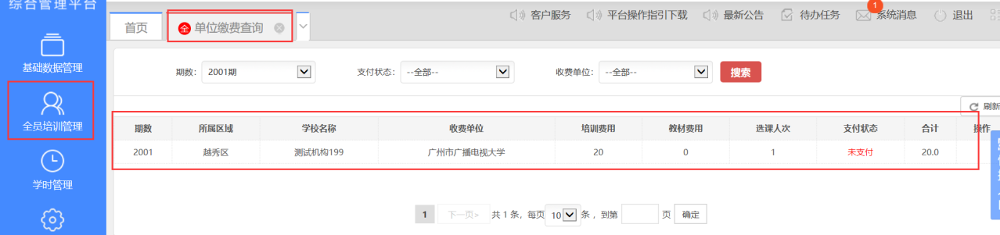 综合管理平台
客户服务 平台操作指引下载 最新公告 待办任务 1 系统消息 退出
首页 全 单位缴费查询
基础数据管理
全员培训管理
学时管理
期数: 2001期 支付状态: --全部-- 收费单位: --全部-- 搜索
刷新
期数 所属区域 学校名称 收费单位 培训费用 教材费用 选课人次 支付状态 合计 操作
2001 越秀区 测试机构199 广州市广播电视大学 20 0 1 未支付 20.0
1 下一页> 共 1 条, 每页 10 条 , 到第 页 确定